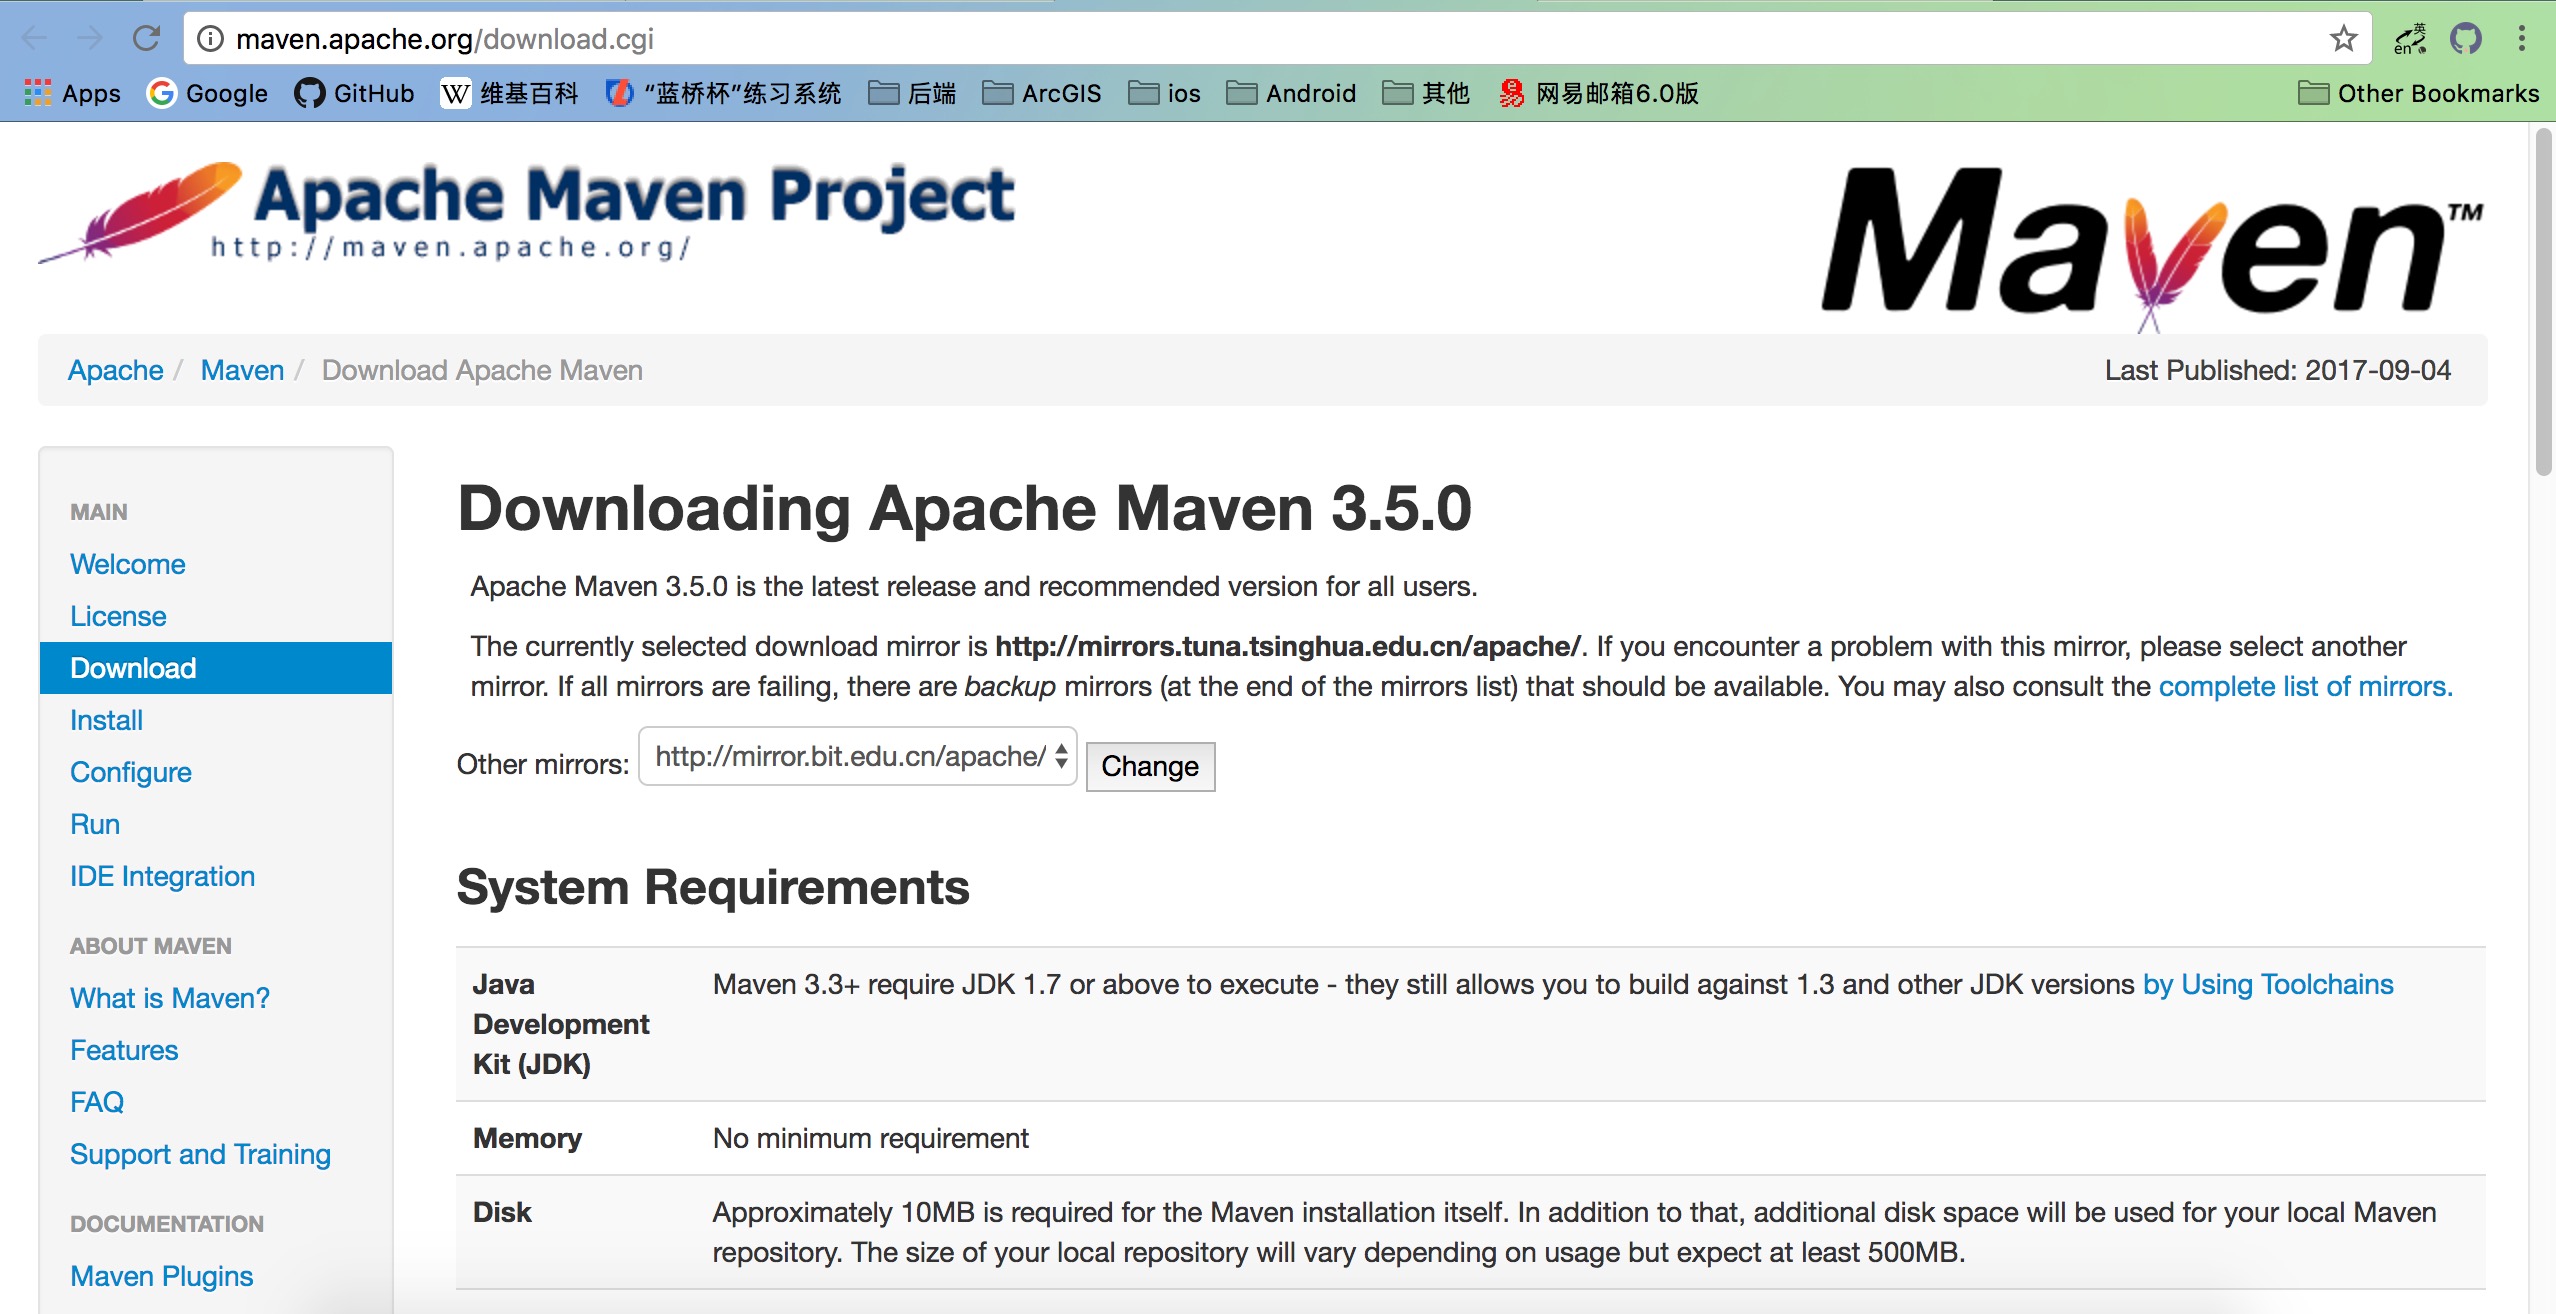 maven.apache.org/download.cgi
Apps Google GitHub 维基百科 “蓝桥杯”练习系统 后端 ArcGIS ios Android 其他 网易邮箱6.0版 Other Bookmarks
Apache Maven Project
http://maven.apache.org/
Maven™
Apache / Maven / Download Apache Maven
Last Published: 2017-09-04
MAIN
Welcome
License
Download
Install
Configure
Run
IDE Integration
ABOUT MAVEN
What is Maven?
Features
FAQ
Support and Training
DOCUMENTATION
Maven Plugins
Downloading Apache Maven 3.5.0
Apache Maven 3.5.0 is the latest release and recommended version for all users.
The currently selected download mirror is http://mirrors.tuna.tsinghua.edu.cn/apache/. If you encounter a problem with this mirror, please select another
mirror. If all mirrors are failing, there are backup mirrors (at the end of the mirrors list) that should be available. You may also consult the complete list of mirrors.
Other mirrors: http://mirror.bit.edu.cn/apache/ Change
System Requirements
Java
Development
Kit (JDK)
Maven 3.3+ require JDK 1.7 or above to execute - they still allows you to build against 1.3 and other JDK versions by Using Toolchains
Memory
No minimum requirement
Disk
Approximately 10MB is required for the Maven installation itself. In addition to that, additional disk space will be used for your local Maven
repository. The size of your local repository will vary depending on usage but expect at least 500MB.